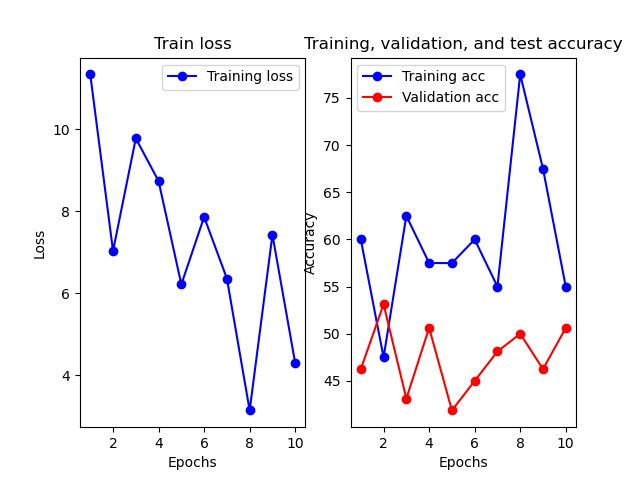 Train loss
Training loss
10
8
6
4
Loss
2 4 6 8 10
Epochs
Training, validation, and test accuracy
Training acc
Validation acc
75
70
65
60
55
50
45
Accuracy
2 4 6 8 10
Epochs